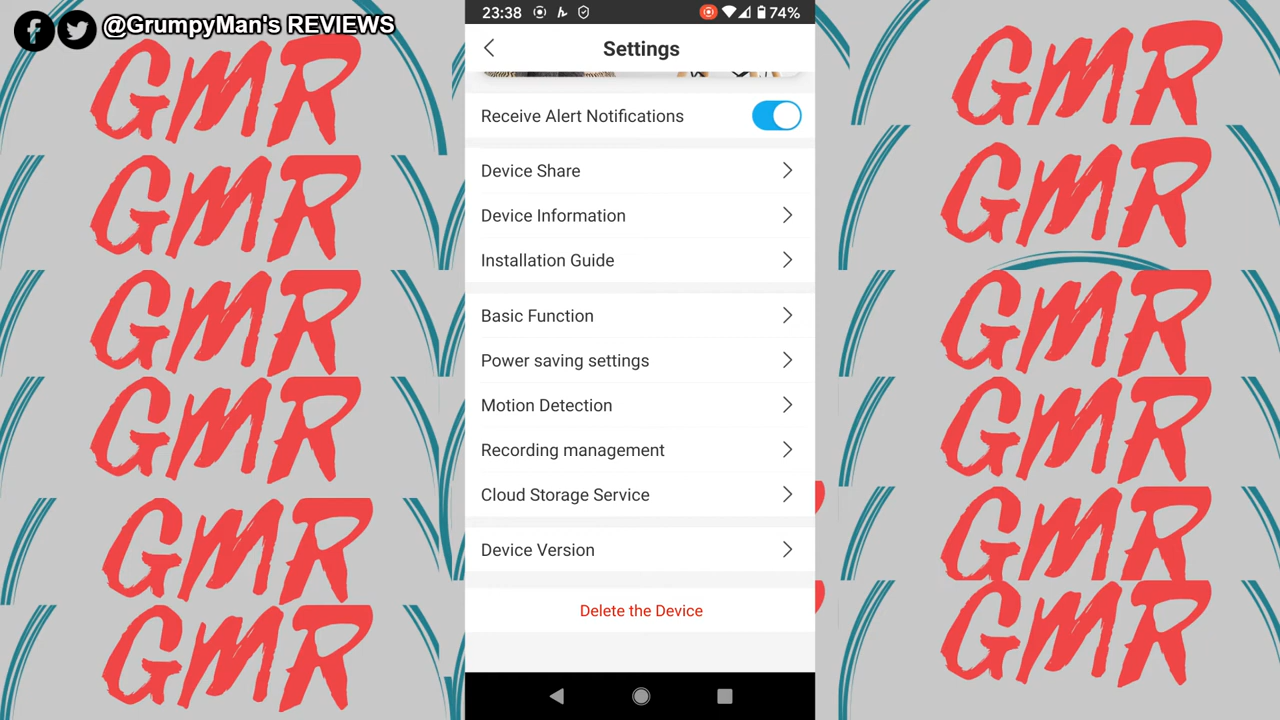 @GrumpyMan's REVIEWS
23:38
74%
Settings
Receive Alert Notifications
Device Share
Device Information
Installation Guide
Basic Function
Power saving settings
Motion Detection
Recording management
Cloud Storage Service
Device Version
Delete the Device
GMR
GMR
GMR
GMR
GMR
GMR
GMR
GMR
GMR
GMR
GMR
GMR